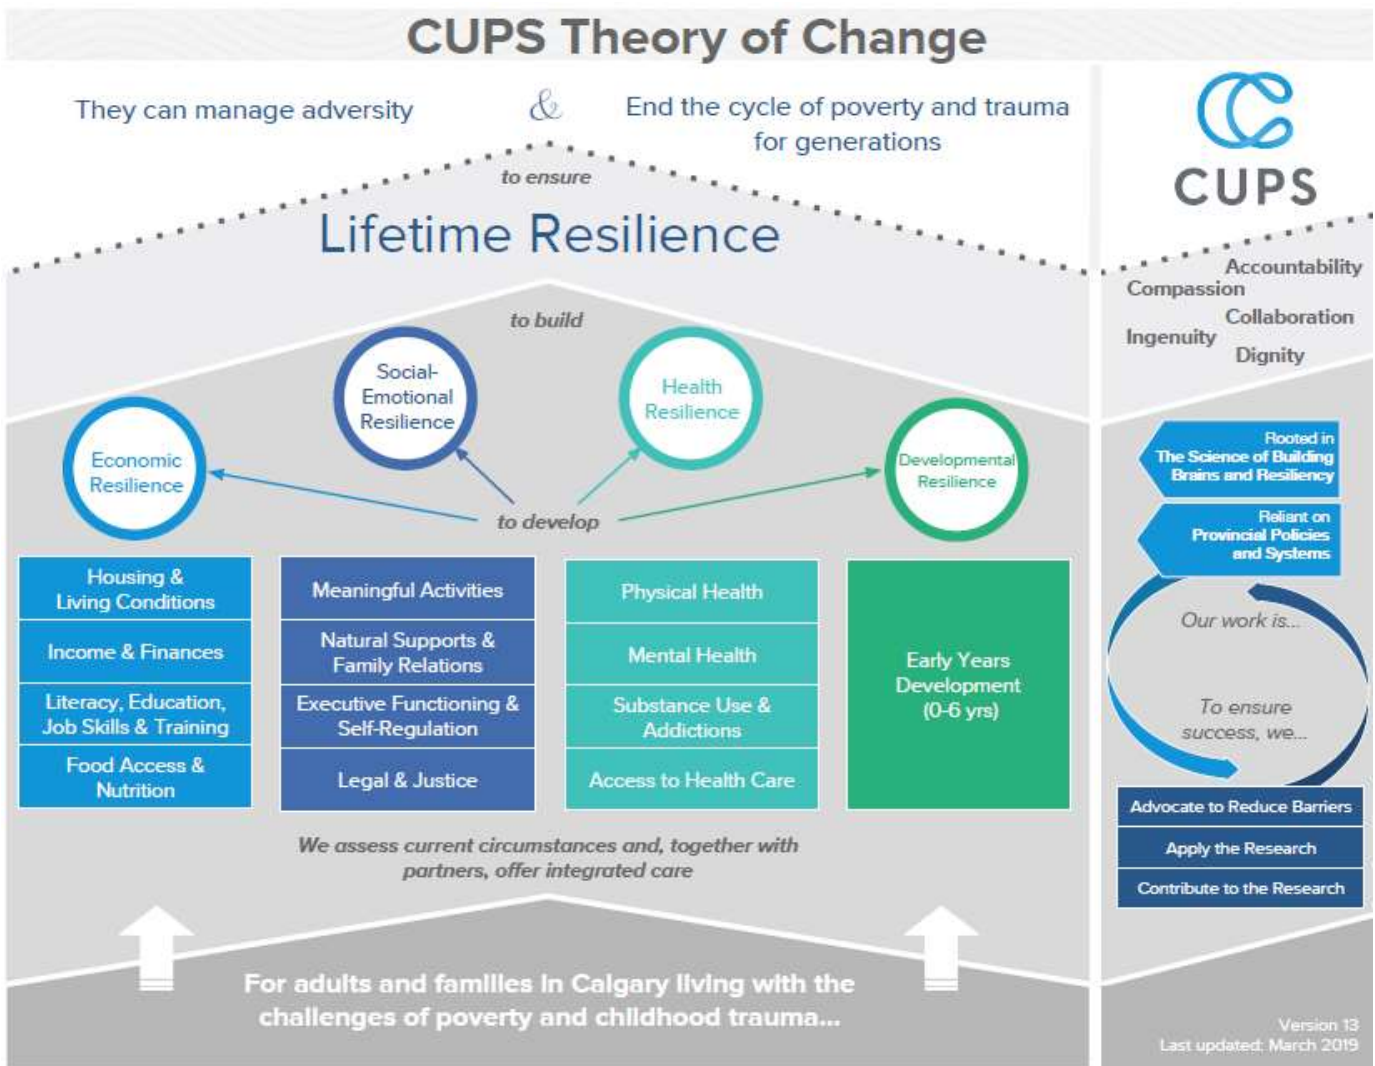 CUPS Theory of Change
They can manage adversity
&
End the cycle of poverty and trauma
for generations
to ensure
Lifetime Resilience
to build
Economic
Resilience
Social-
Emotional
Resilience
Health
Resilience
Developmental
Resilience
to develop
Housing &
Living Conditions
Income & Finances
Literacy, Education,
Job Skills & Training
Food Access &
Nutrition
Meaningful Activities
Natural Supports &
Family Relations
Executive Functioning &
Self-Regulation
Legal & Justice
Physical Health
Mental Health
Substance Use &
Addictions
Access to Health Care
Early Years
Development
(0-6 yrs)
We assess current circumstances and, together with
partners, offer integrated care
For adults and families in Calgary living with the
challenges of poverty and childhood trauma...
CUPS
Accountability
Compassion
Collaboration
Ingenuity
Dignity
Rooted in
The Science of Building
Brains and Resiliency
Reliant on
Provincial Policies
and Systems
Our work is...
To ensure
success, we...
Advocate to Reduce Barriers
Apply the Research
Contribute to the Research
Version 13
Last updated: March 2019